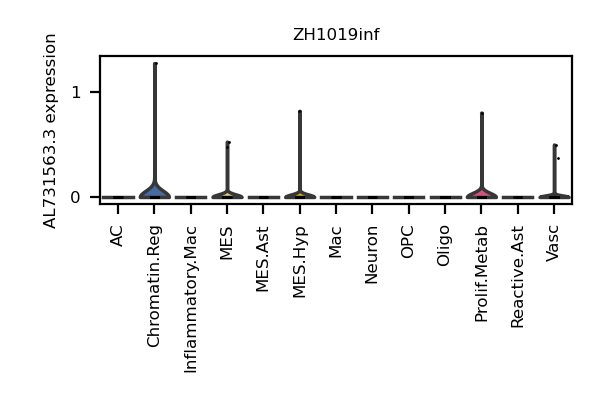 ZH1019inf
AL731563.3 expression
1
0
AC
Chromatin.Reg
Inflammatory.Mac
MES
MES.Ast
MES.Hyp
Mac
Neuron
OPC
Oligo
Prolif.Metab
Reactive.Ast
Vasc